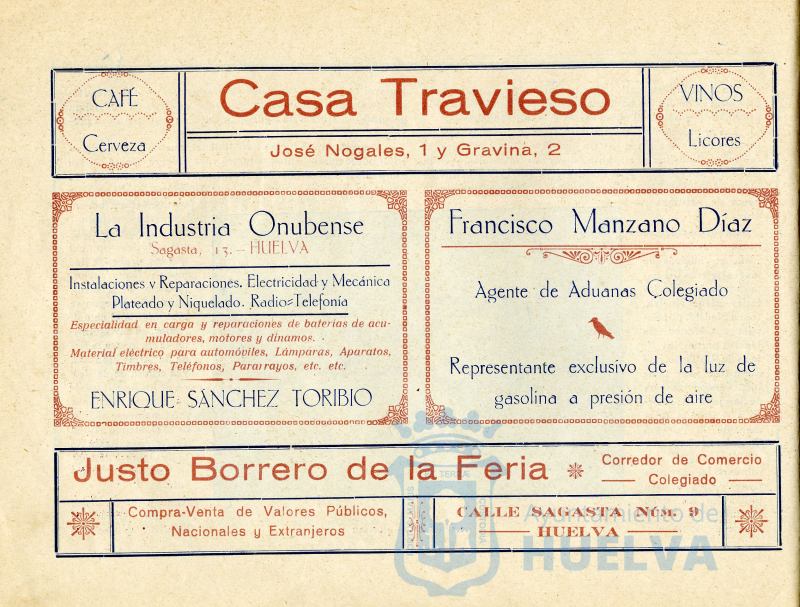 CAFÉ
Cerveza
Casa Travieso
José Nogales, 1 y Gravina, 2
VINOS
Licores
La Industria Onubense
Sagasta, 13.- HUELVA
Instalaciones y Reparaciones. Electricidad y Mecánica
Plateado y Niquelado. Radio=Telefonía
Especialidad en carga y reparaciones de baterías de acu-
muladores, motores y dinamos. .
Material eléctrico para automóviles, Lámparas, Aparatos,
Timbres, Teléfonos, Pararrayos, etc. etc. .
ENRIQUE SÁNCHEZ TORIBIO
Francisco Manzano Díaz
Agente de Aduanas Colegiado
Representante exclusivo de la luz de
gasolina a presión de aire
Justo Borrero de la Feria
Corredor de Comercio
Colegiado
Compra-Venta de Valores Públicos,
Nacionales y Extranjeros
CALLE SAGASTA Núm. 9
HUELVA
Ayuntamiento de
HUELVA